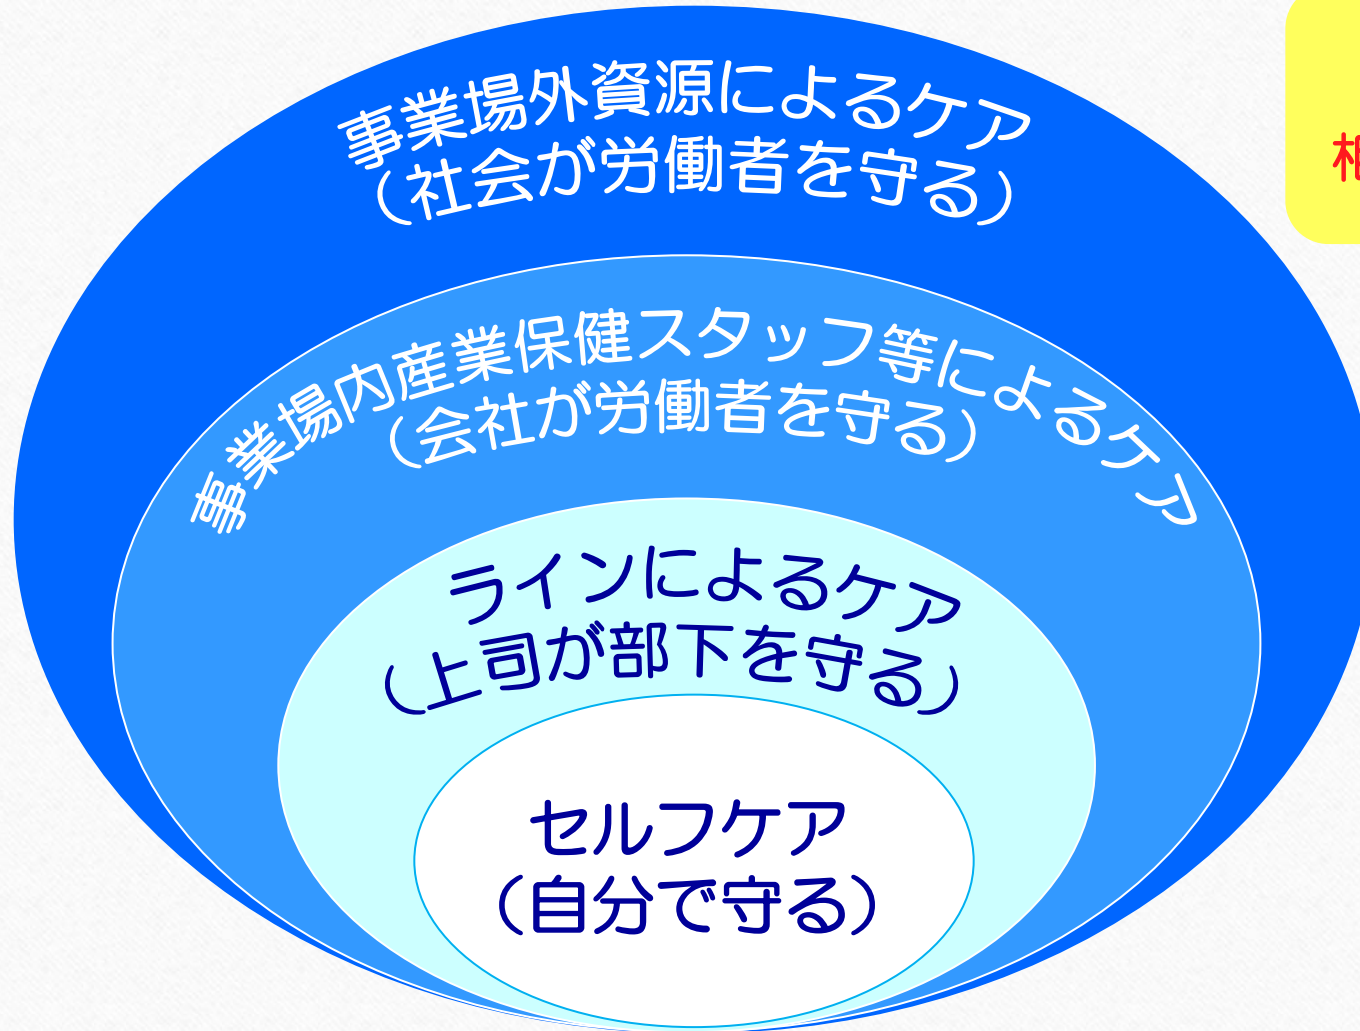 事業場外資源によるケア
（社会が労働者を守る）
事業場内産業保健スタッフ等によるケア
（会社が労働者を守る）
ラインによるケア
（上司が部下を守る）
セルフケア
（自分で守る）